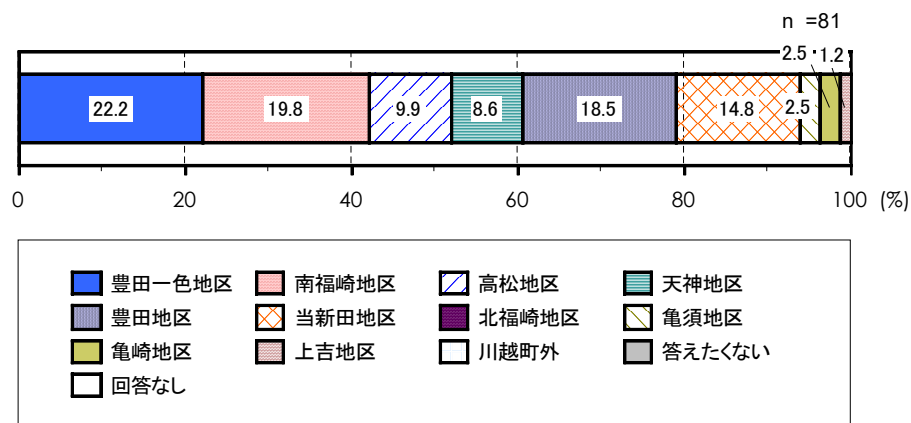 n =81
2.5 1.2
22.2 19.8 9.9 8.6 18.5 14.8 2.5
0 20 40 60 80 100 (%)
豊田一色地区 南福崎地区 高松地区 天神地区
豊田地区 当新田地区 北福崎地区 亀須地区
亀崎地区 上吉地区 川越町外 答えたくない
回答なし